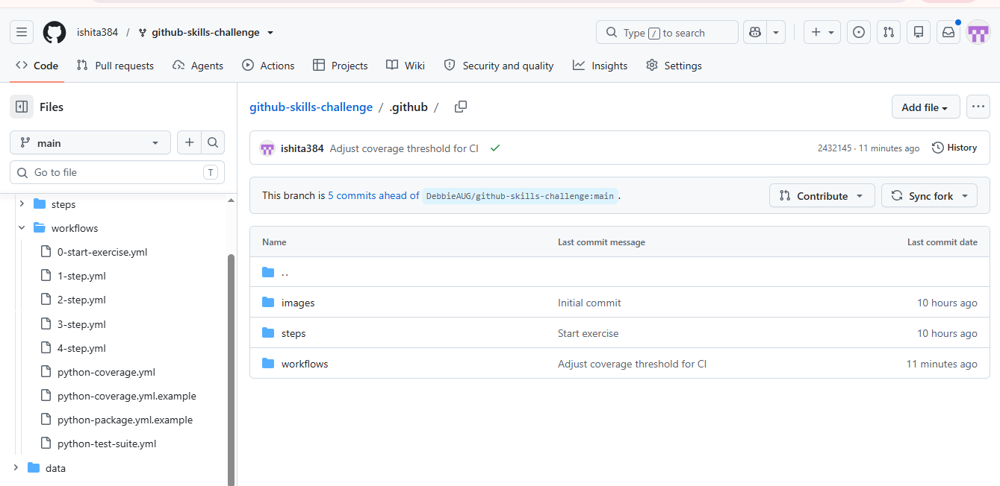 ishita384 / github-skills-challenge
Type / to search
Code Pull requests Agents Actions Projects Wiki Security and quality Insights Settings
Files
main
Go to file T
steps
workflows
0-start-exercise.yml
1-step.yml
2-step.yml
3-step.yml
4-step.yml
python-coverage.yml
python-coverage.yml.example
python-package.yml.example
python-test-suite.yml
data
github-skills-challenge / .github /
Add file
ishita384 Adjust coverage threshold for CI 2432145 · 11 minutes ago History
This branch is 5 commits ahead of DebbieAUG/github-skills-challenge:main . Contribute Sync fork
Name Last commit message Last commit date
..
images Initial commit 10 hours ago
steps Start exercise 10 hours ago
workflows Adjust coverage threshold for CI 11 minutes ago